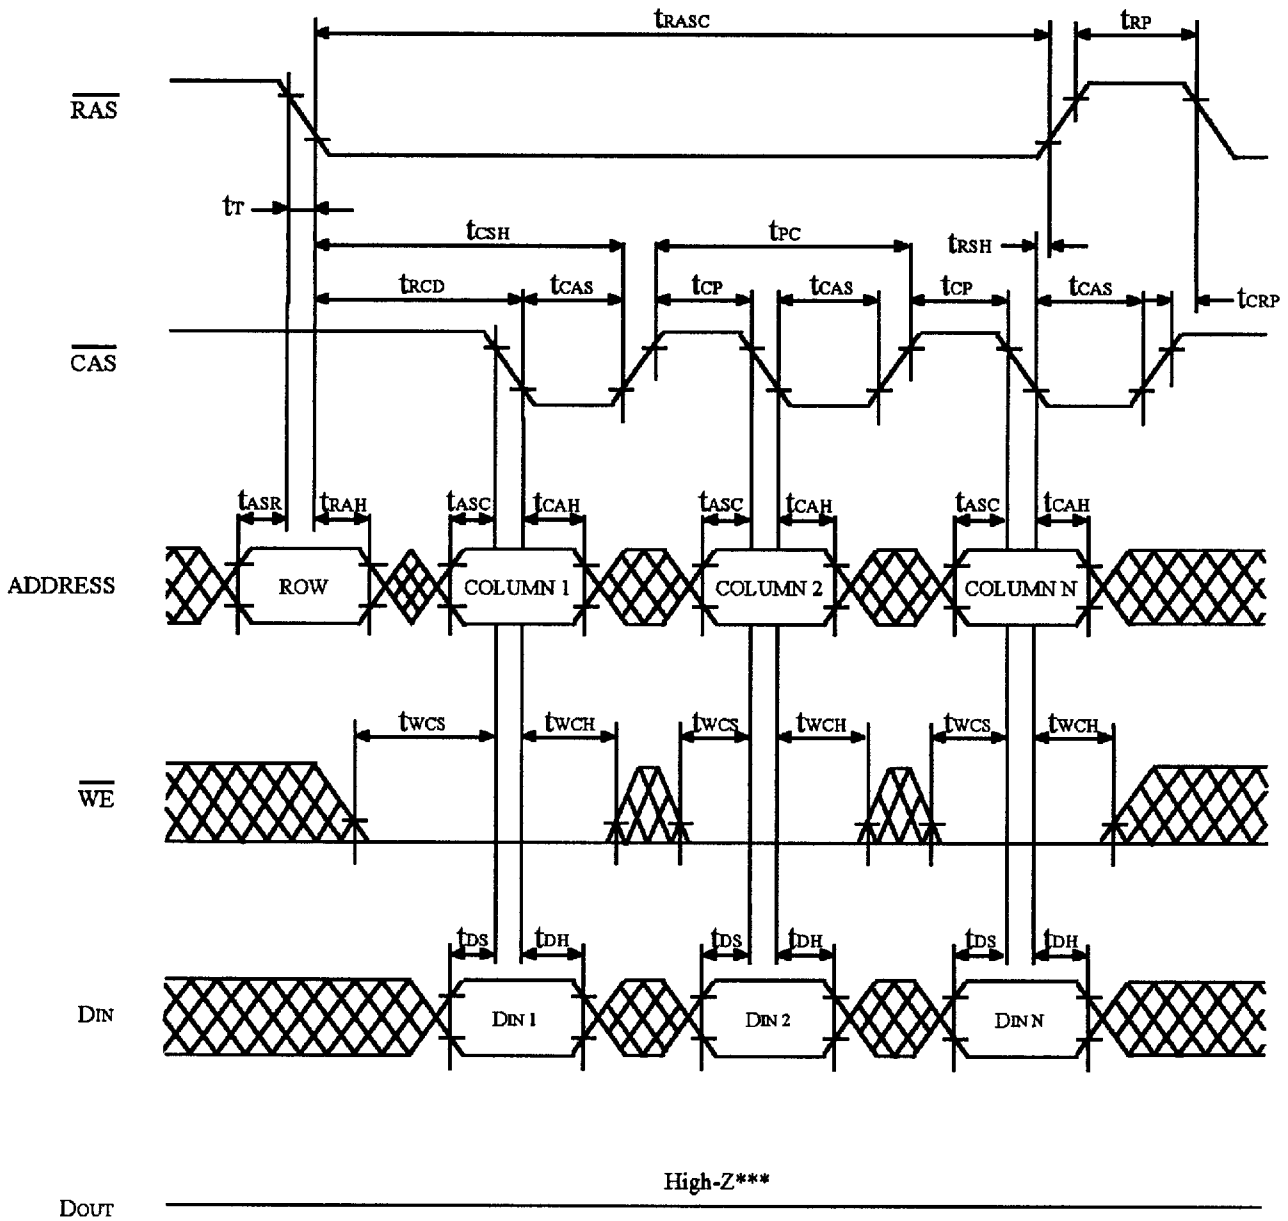 tRASC tRP
RAS
tT
tCSH tPC tRSH
tRCD tCAS tCP tCAS tCP tCAS tCRP
CAS
tASR tRAH tASC tCAH tASC tCAH tASC tCAH
ADDRESS ROW COLUMN 1 COLUMN 2 COLUMN N
tWCS tWCH tWCS tWCH tWCS tWCH
WE
tDS tDH tDS tDH tDS tDH
DIN DIN 1 DIN 2 DIN N
High-Z***
DOUT